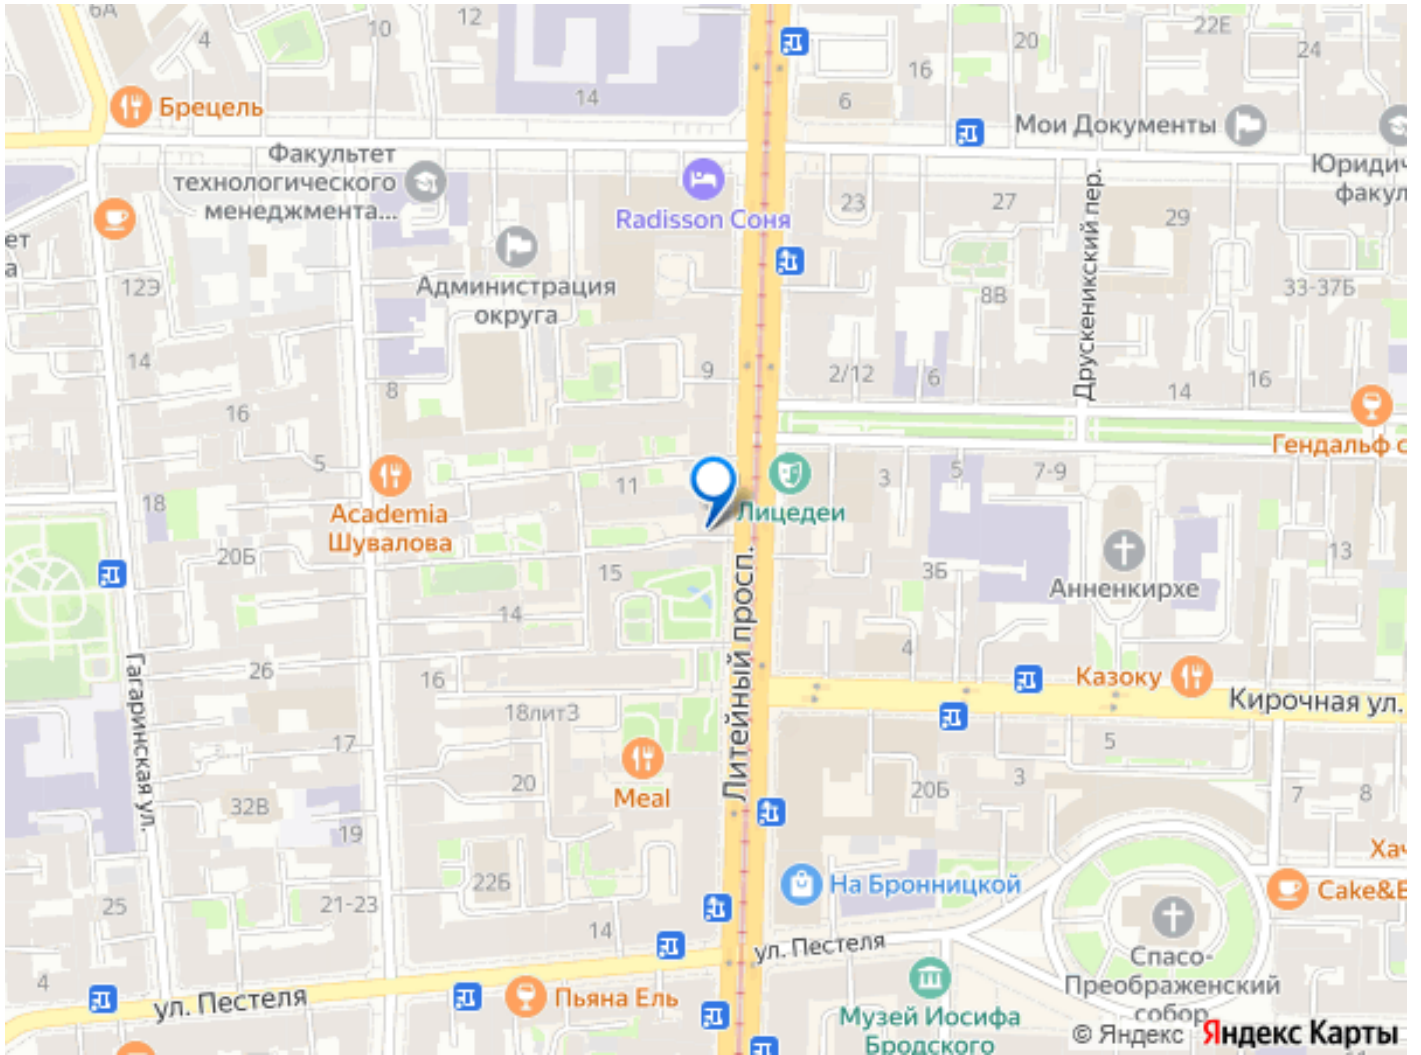 6А
4
10
12
14
Брецель
20
22Е
24
16
6
Мои Документы
Юридич
факул
Факультет
технологического
менеджмента...
Radisson Соня
23
27
29
ет
а
12Э
Администрация
округа
8В
33-37Б
Друскеникский пер.
14
8
9
2/12
6
14
16
16
Гендальф с
5
11
3
5
7-9
18
Academia
Шувалова
Лицедеи
20Б
15
3Б
13
Анненкирхе
14
4
26
16
Казоку
Кирочная ул.
Литейный просп.
Гагаринская ул.
18лит3
17
5
20
3
Meal
20Б
7
8
32В
19
Хач
22Б
На Бронницкой
Cake&B
25
21-23
14
ул. Пестеля
Спасо-
Преображенский
собор
4
ул. Пестеля
Пьяна Ель
Музей Иосифа
Бродского
© Яндекс Яндекс Карты